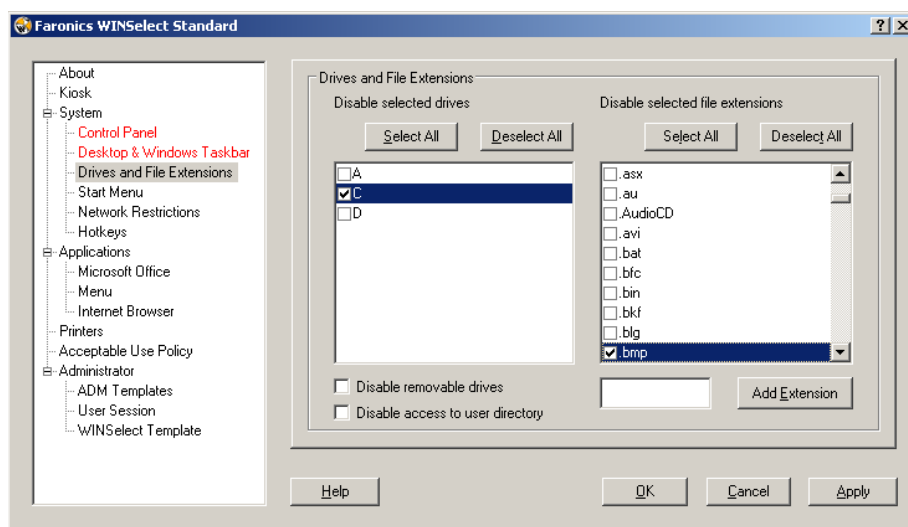 Faronics WINSelect Standard
About
Kiosk
System
Control Panel
Desktop & Windows Taskbar
Drives and File Extensions
Start Menu
Network Restrictions
Hotkeys
Applications
Microsoft Office
Menu
Internet Browser
Printers
Acceptable Use Policy
Administrator
ADM Templates
User Session
WINSelect Template
Drives and File Extensions
Disable selected drives
Select All Deselect All
A
C
D
Disable removable drives
Disable access to user directory
Disable selected file extensions
Select All Deselect All
.asx
.au
.AudioCD
.avi
.bat
.bfc
.bin
.bkf
.blg
.bmp
Add Extension
Help OK Cancel Apply